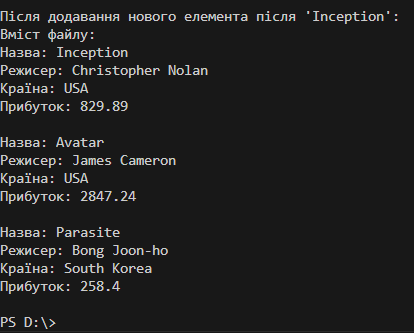 Після додавання нового елемента після 'Inception':
Вміст файлу:
Назва: Inception
Режисер: Christopher Nolan
Країна: USA
Прибуток: 829.89
Назва: Avatar
Режисер: James Cameron
Країна: USA
Прибуток: 2847.24
Назва: Parasite
Режисер: Bong Joon-ho
Країна: South Korea
Прибуток: 258.4
PS D:\>